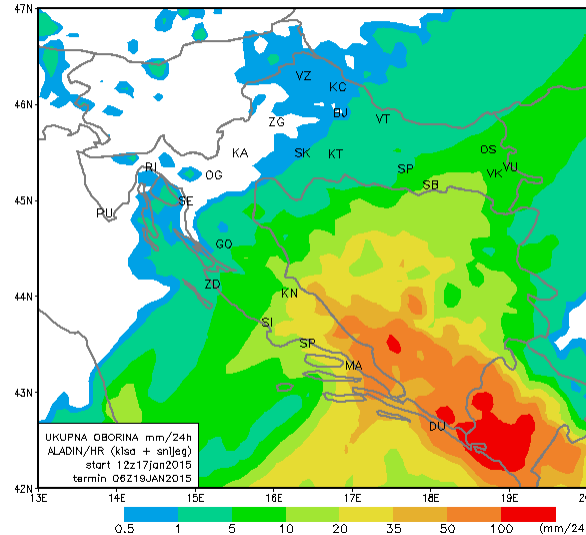 47N
VZ
KC
46N
BJ
ZG
VT
KA
SK
KT
OS
RI
OG
SP
VK
VU
SB
45N
SE
PU
GO
44N
ZD
KN
SI
SP
MA
43N
DU
UKUPNA OBORINA mm/24h
ALADIN/HR (kisa + snijeg)
start 12z17jan2015
termin 06Z19JAN2015
42N
13E 14E 15E 16E 17E 18E 19E 20
0.5 1 5 10 20 35 50 100 (mm/24